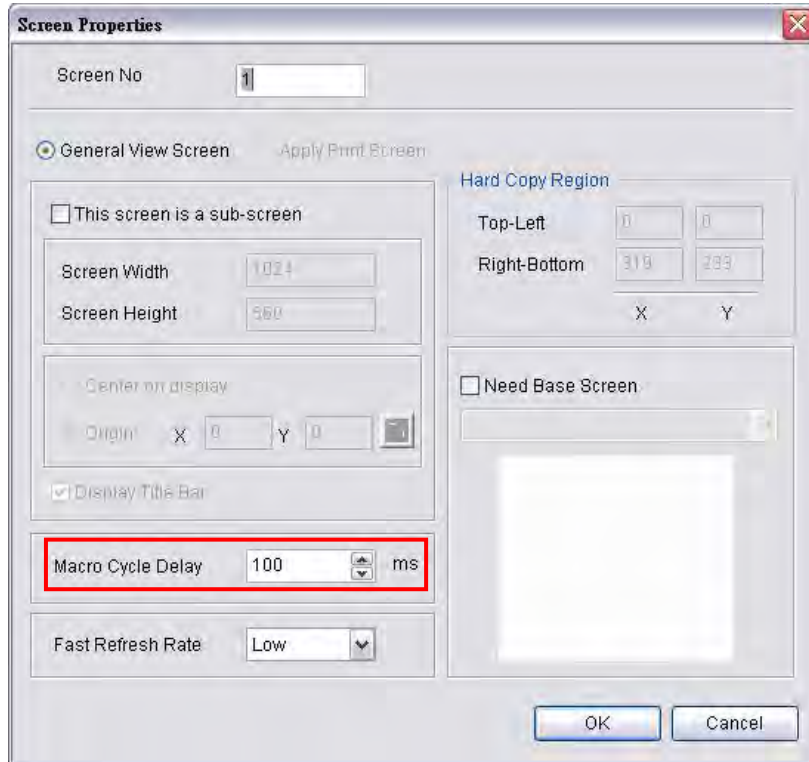 Screen Properties
Screen No 1
General View Screen Apply Print Screen
This screen is a sub-screen
Screen Width 1024
Screen Height 560
Center on display
Origin: X 0 Y 0
Display Title Bar
Macro Cycle Delay 100 ms
Fast Refresh Rate Low
Hard Copy Region
Top-Left 0 0
Right-Bottom 319 233
X Y
Need Base Screen
OK Cancel